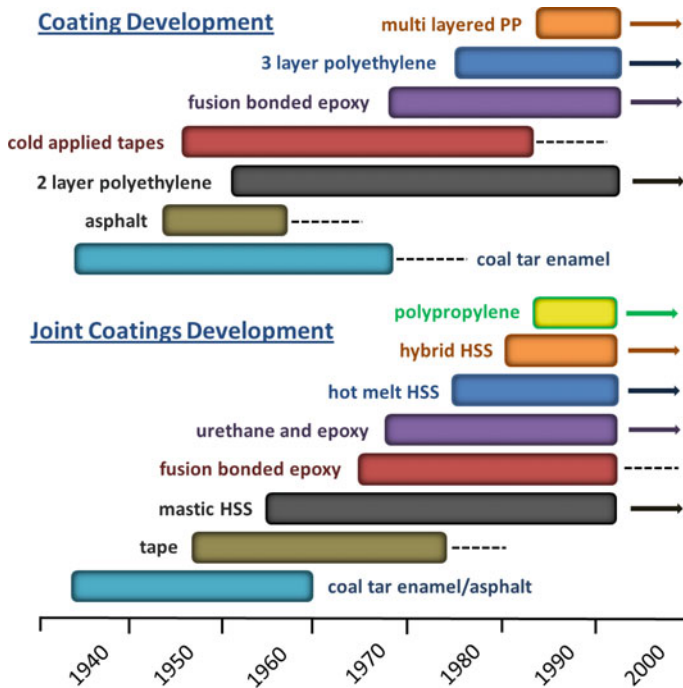 Coating Development
multi layered PP
3 layer polyethylene
fusion bonded epoxy
cold applied tapes
2 layer polyethylene
asphalt
coal tar enamel
polypropylene
Joint Coatings Development
hybrid HSS
hot melt HSS
urethane and epoxy
fusion bonded epoxy
mastic HSS
tape
coal tar enamel/asphalt
1940 1950 1960 1970 1980 1990 2000